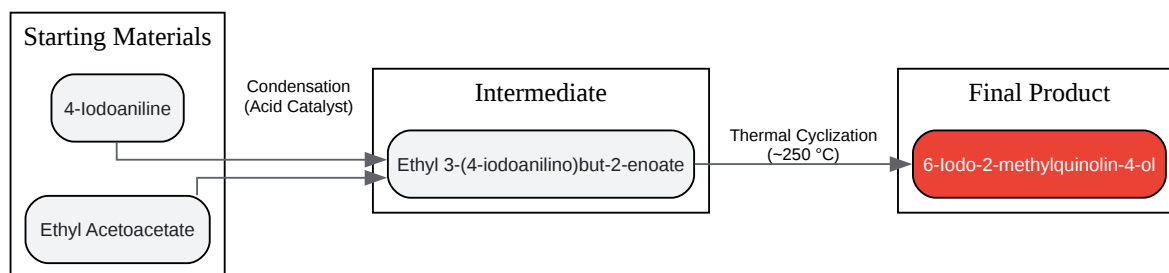 Starting Materials
4-Iodoaniline
Ethyl Acetoacetate
Condensation
(Acid Catalyst)
Intermediate
Ethyl 3-(4-iodoanilino)but-2-enoate
Thermal Cyclization
(~250 °C)
Final Product
6-Iodo-2-methylquinolin-4-ol